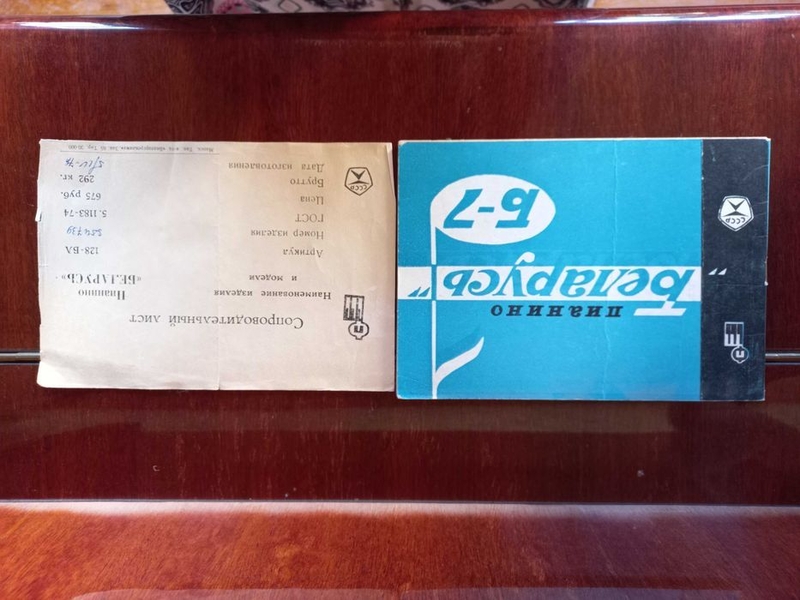 пианино
"Беларусь"
Б-7
СССР
Сопроводительный лист
Наименование изделия Пианино
и модели «БЕЛАРУСЬ»
Артикул 128-БЛ
Номер изделия
ГОСТ 5.1183-74
Цена 675 руб.
Брутто 292 кг.
Дата изготовления
СССР